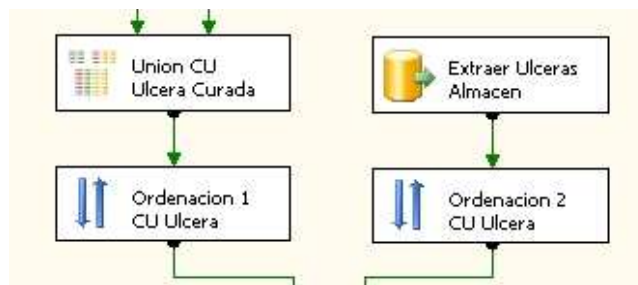 Union CU
Ulcera Curada
Extraer Ulceras
Almacen
Ordenacion 1
CU Ulcera
Ordenacion 2
CU Ulcera